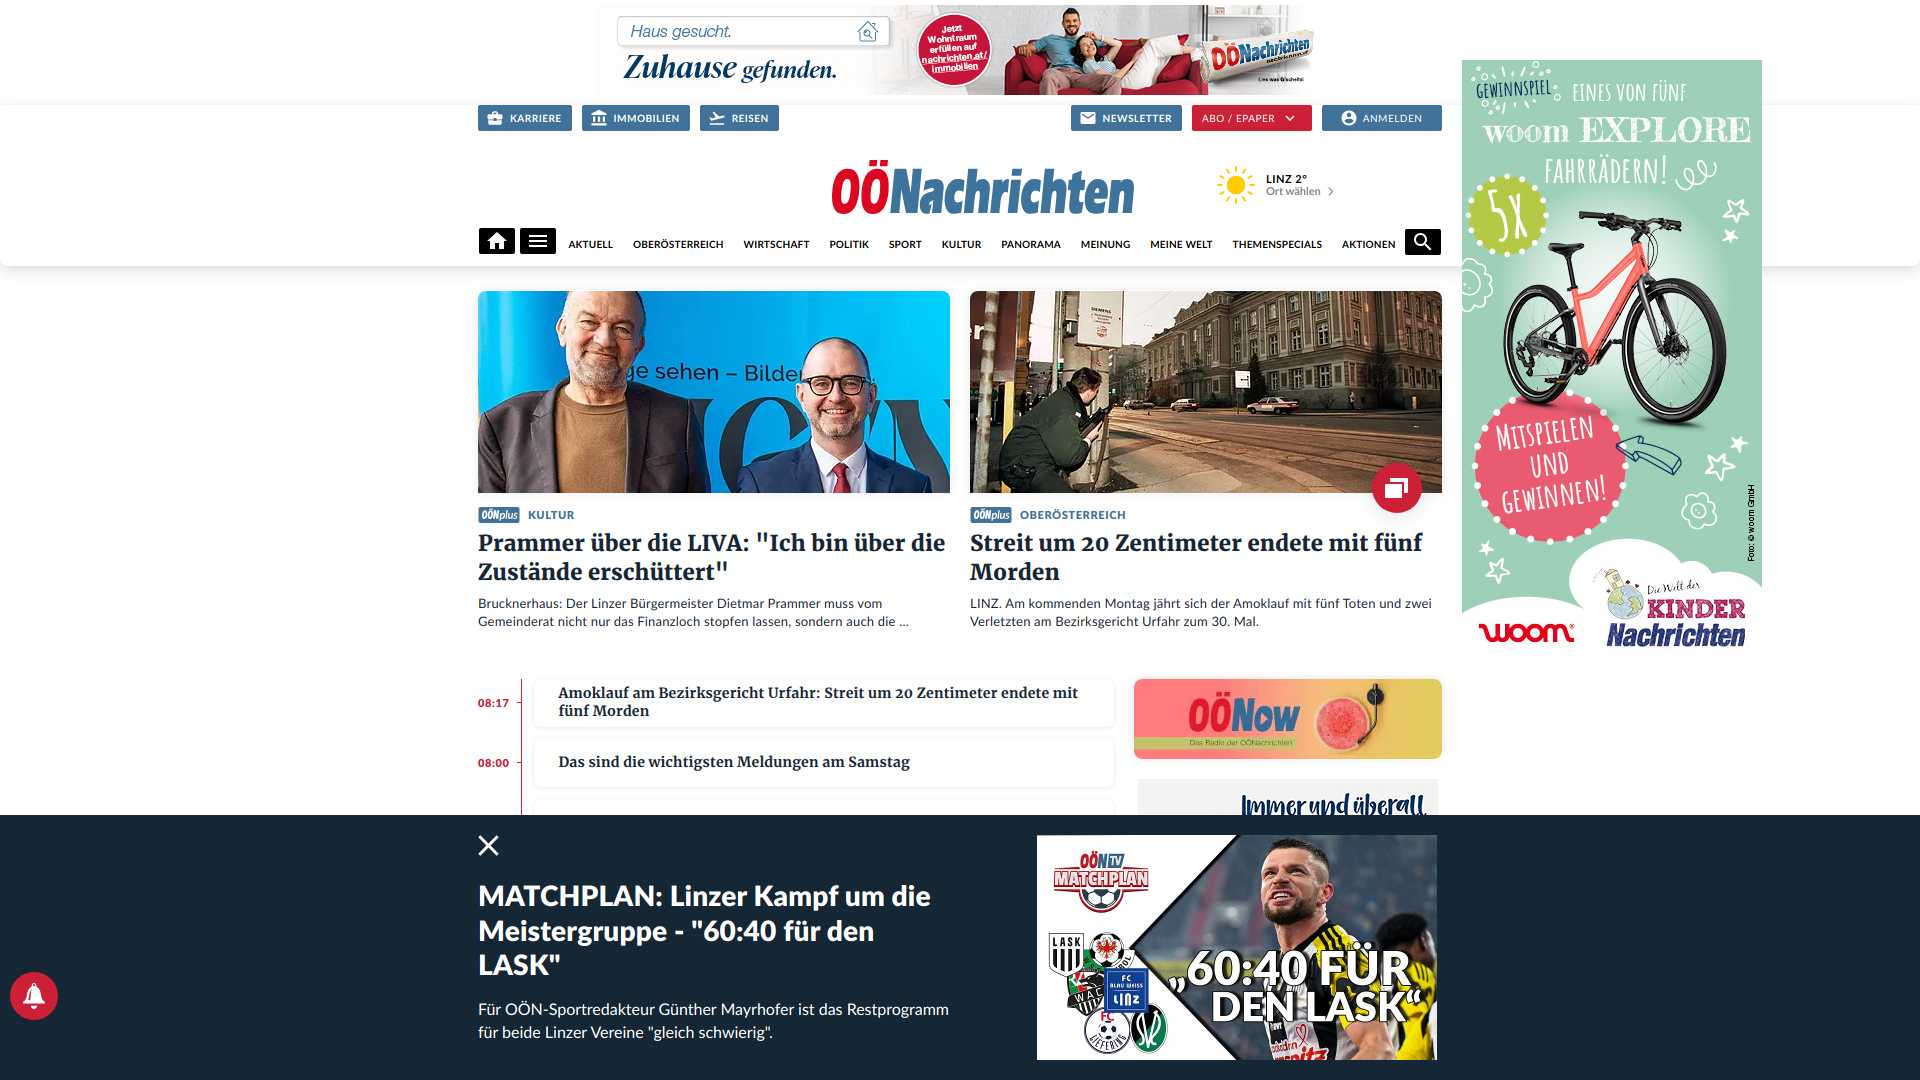 Haus gesucht.
Zuhause gefunden.
Jetzt
Wohntraum
erfüllen auf
nachrichten.at/
immobilien
OÖNachrichten
Lies was G'scheits!
KARRIERE
IMMOBILIEN
REISEN
NEWSLETTER
ABO / EPAPER
ANMELDEN
OÖNachrichten
LINZ 2°
Ort wählen
AKTUELL
OBERÖSTERREICH
WIRTSCHAFT
POLITIK
SPORT
KULTUR
PANORAMA
MEINUNG
MEINE WELT
THEMENSPECIALS
AKTIONEN
GEWINNSPIEL
EINES VON FÜNF
woom EXPLORE
FAHRRÄDERN!
5X
MITSPIELEN
UND
GEWINNEN!
Foto: © woom GmbH
Die Welt der
KINDER
Nachrichten
woom
ge sehen – Bilde
SIEMENS
OÖNplus KULTUR
Prammer über die LIVA: "Ich bin über die
Zustände erschüttert"
Brucknerhaus: Der Linzer Bürgermeister Dietmar Prammer muss vom
Gemeinderat nicht nur das Finanzloch stopfen lassen, sondern auch die ...
OÖNplus OBERÖSTERREICH
Streit um 20 Zentimeter endete mit fünf
Morden
LINZ. Am kommenden Montag jährt sich der Amoklauf mit fünf Toten und zwei
Verletzten am Bezirksgericht Urfahr zum 30. Mal.
08:17
Amoklauf am Bezirksgericht Urfahr: Streit um 20 Zentimeter endete mit
fünf Morden
08:00
Das sind die wichtigsten Meldungen am Samstag
OÖNow
Das Radio der OÖNachrichten
Immer und überall
MATCHPLAN: Linzer Kampf um die
Meistergruppe - "60:40 für den
LASK"
Für OÖN-Sportredakteur Günther Mayrhofer ist das Restprogramm
für beide Linzer Vereine "gleich schwierig".
OÖN TV
MATCHPLAN
LASK
WAC
FC
BLAU WEISS
LINZ
FC
LIEFERING
SVR
„60:40 FÜR
DEN LASK“